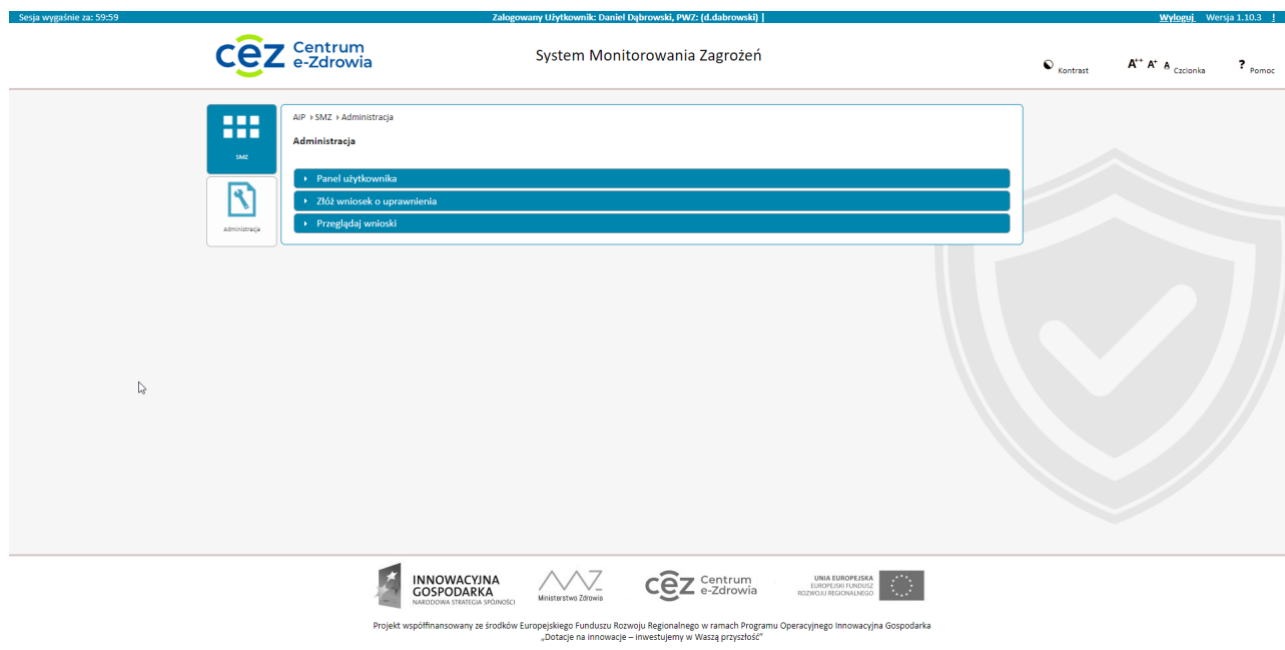 Sesja wygaśnie za: 59:59
Zalogowany Użytkownik: Daniel Dąbrowski, PWZ: (d.dabrowski) |
Wyloguj Wersja 1.10.3 !
cez Centrum e-Zdrowia
System Monitorowania Zagrożeń
Kontrast
A++ A+ A Czcionka
? Pomoc
SMZ
Administracja
AiP SMZ Administracja
Administracja
Panel użytkownika
Złóż wniosek o uprawnienia
Przeglądaj wnioski
INNOWACYJNA
GOSPODARKA
NARODOWA STRATEGIA SPÓJNOŚCI
Ministerstwo Zdrowia
cez Centrum e-Zdrowia
UNIA EUROPEJSKA
EUROPEJSKI FUNDUSZ
ROZWOJU REGIONALNEGO
Projekt współfinansowany ze środków Europejskiego Funduszu Rozwoju Regionalnego w ramach Programu Operacyjnego Innowacyjna Gospodarka
„Dotacje na innowacje – inwestujemy w Waszą przyszłość"